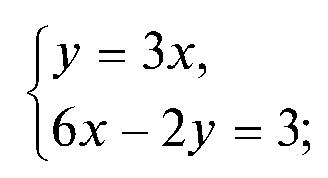 y = 3x,
6x − 2y = 3;